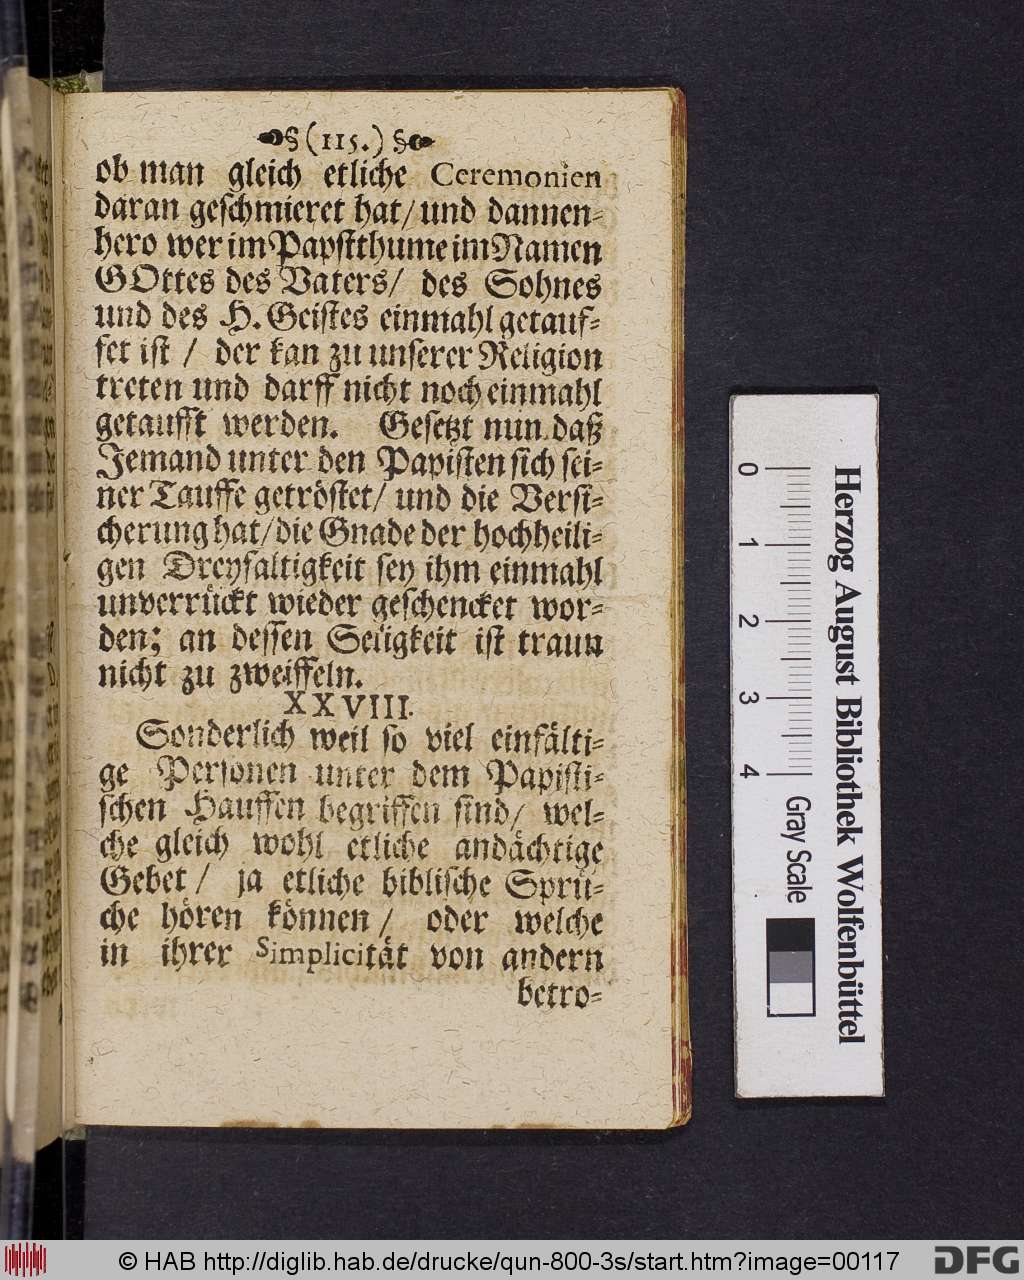 §(115.)§
ob man gleich etliche Ceremonien
daran geschmieret hat/ und dannen-
hero wer im Papstthume im Namen
GOttes des Vaters/ des Sohnes
und des H. Geistes einmahl getauf-
fet ist / der kan zu unserer Religion
treten und darff nicht noch einmahl
getaufft werden. Gesetzt nun daß
Jemand unter den Papisten sich sei-
ner Tauffe getröstet/ und die Versi-
cherung hat/ die Gnade der hochheili-
gen Dreyfaltigkeit sey ihm einmahl
unverrückt wieder geschencket wor-
den; an dessen Seligkeit ist traun
nicht zu zweiffeln.
XXVIII.
Sonderlich weil so viel einfälti-
ge Personen unter dem Papisti-
schen Hauffen begriffen sind/ wel-
che gleich wohl etliche andächtige
Gebet / ja etliche biblische Sprü-
che hören können / oder welche
in ihrer Simplicität von andern
betro-
0 1 2 3 4 Gray Scale
Herzog August Bibliothek Wolfenbüttel
© HAB http://diglib.hab.de/drucke/qun-800-3s/start.htm?image=00117
DFG